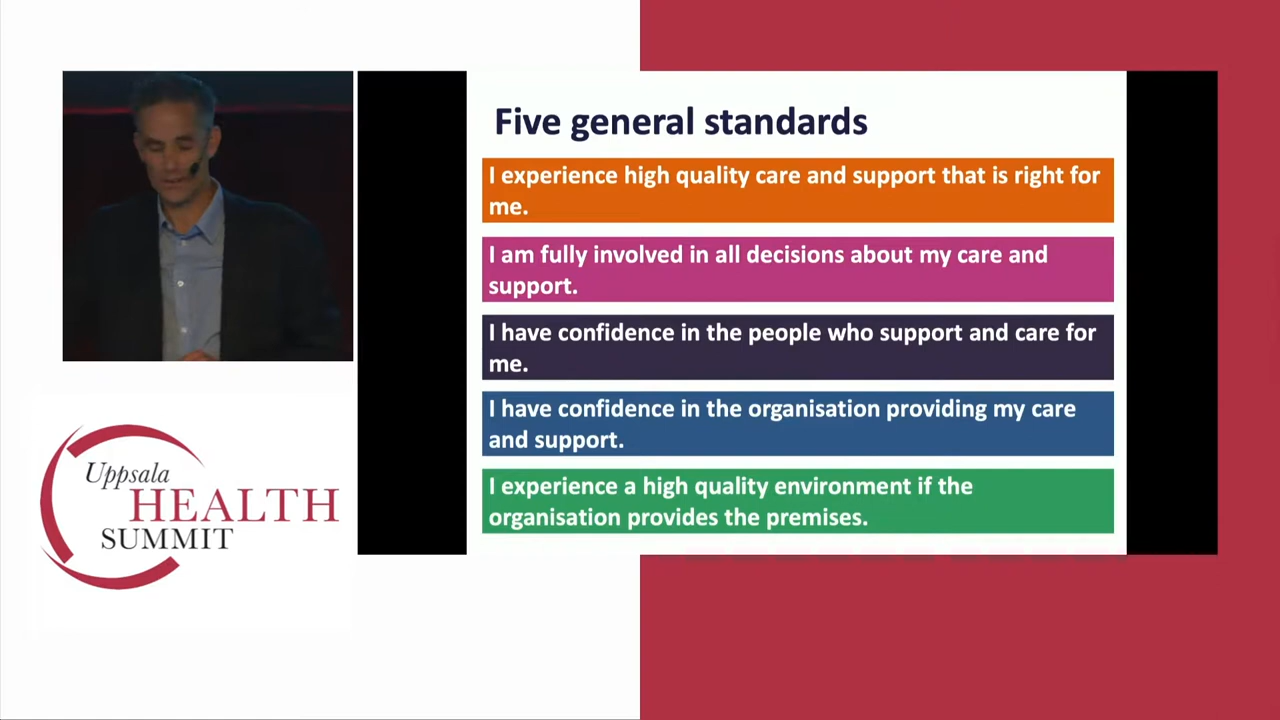 Five general standards
I experience high quality care and support that is right for
me.
I am fully involved in all decisions about my care and
support.
I have confidence in the people who support and care for
me.
I have confidence in the organisation providing my care
and support.
I experience a high quality environment if the
organisation provides the premises.
Uppsala
HEALTH
SUMMIT